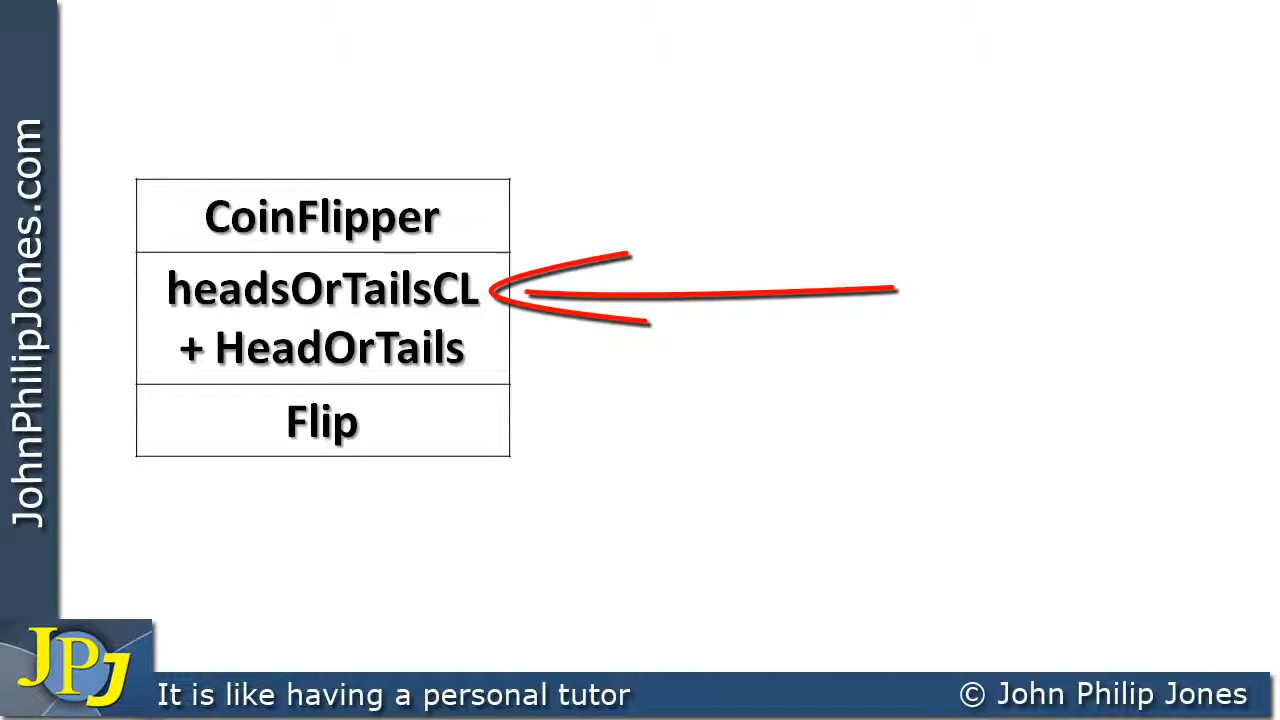 JohnPhilipJones.com
CoinFlipper
headsOrTailsCL
+ HeadOrTails
Flip
JPJ
It is like having a personal tutor
© John Philip Jones